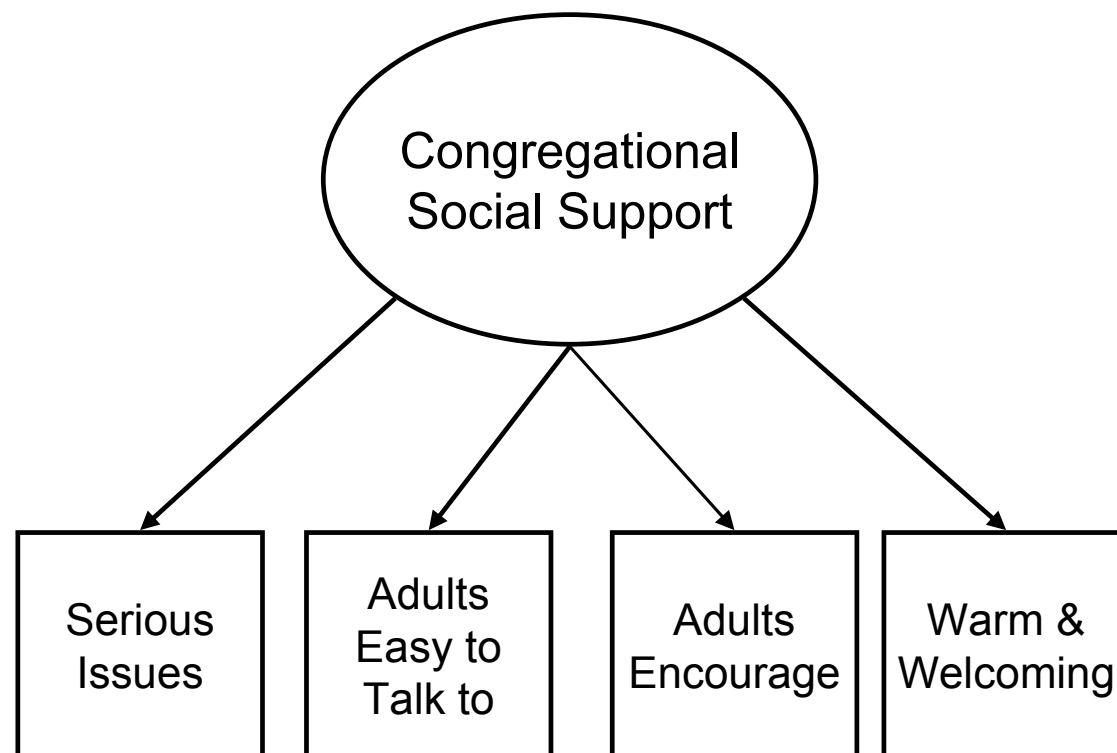 Congregational
Social Support
Serious
Issues
Adults
Easy to
Talk to
Adults
Encourage
Warm &
Welcoming